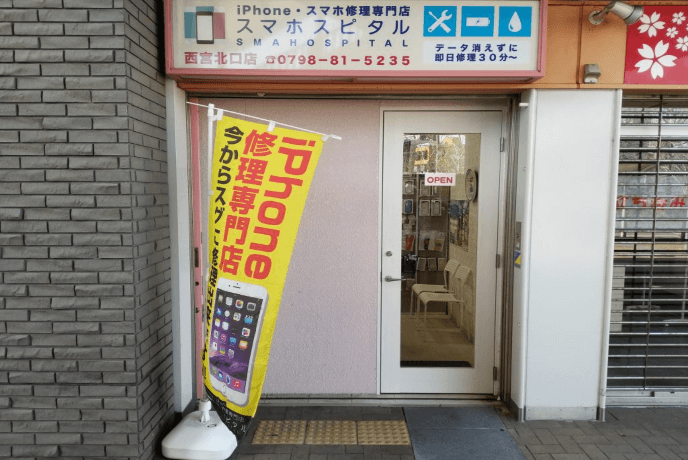 iPhone・スマホ修理専門店
スマホスピタル
SMAHOSPITAL
西宮北口店 ☎0798-81-5235
データ消えずに
即日修理30分〜
OPEN
iPhone
修理専門店
今からスグに修理